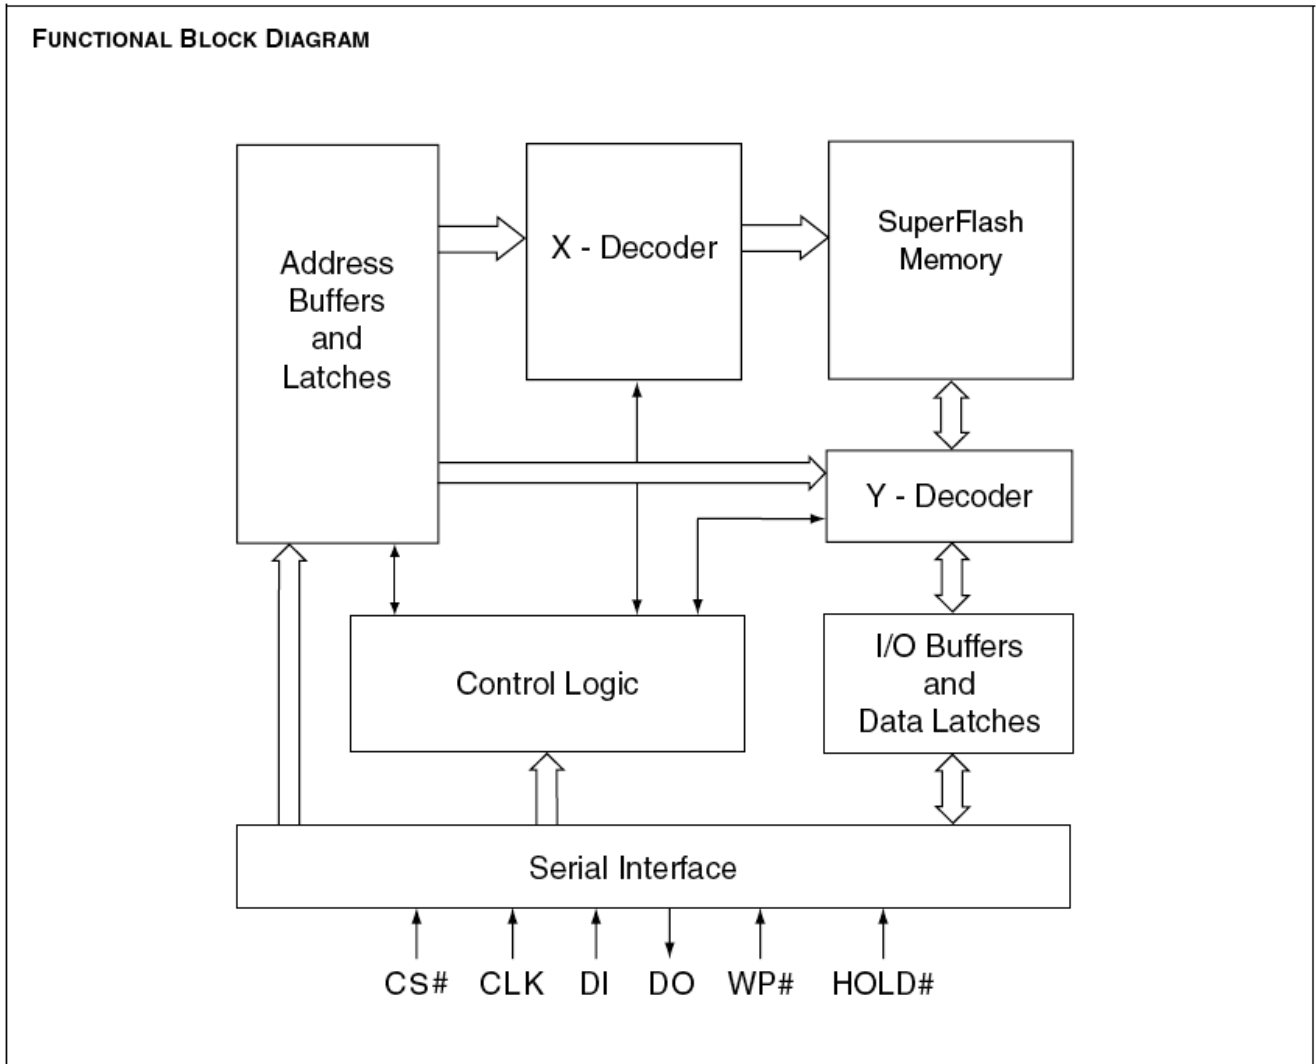 FUNCTIONAL BLOCK DIAGRAM
Address
Buffers
and
Latches
X - Decoder
SuperFlash
Memory
Y - Decoder
Control Logic
I/O Buffers
and
Data Latches
Serial Interface
CS# CLK DI DO WP# HOLD#